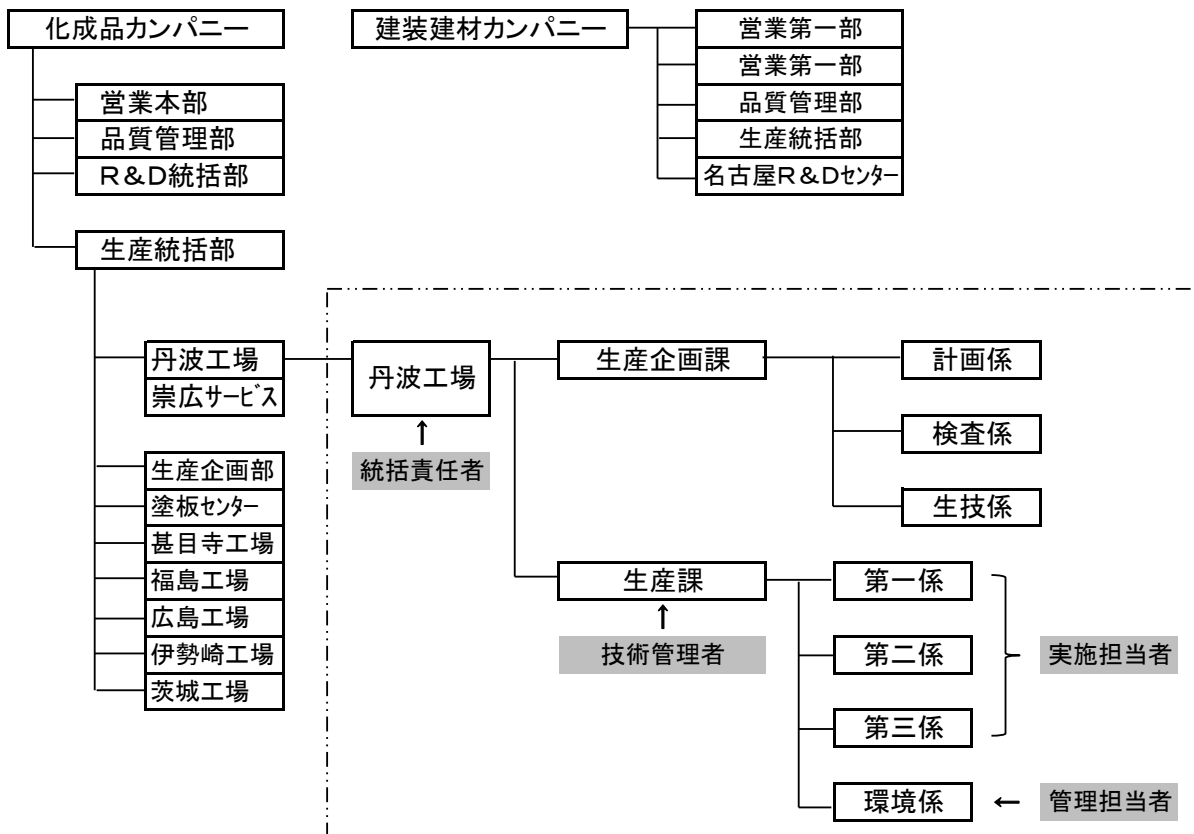 化成品カンパニー
建装建材カンパニー
営業第一部
営業第一部
品質管理部
生産統括部
名古屋R&Dｾﾝﾀｰ
営業本部
品質管理部
R&D統括部
生産統括部
丹波工場
崇広ｻｰﾋﾞｽ
生産企画部
塗板ｾﾝﾀｰ
甚目寺工場
福島工場
広島工場
伊勢崎工場
茨城工場
丹波工場
↑
統括責任者
生産企画課
計画係
検査係
生技係
生産課
↑
技術管理者
第一係
第二係
第三係
実施担当者
環境係 ← 管理担当者